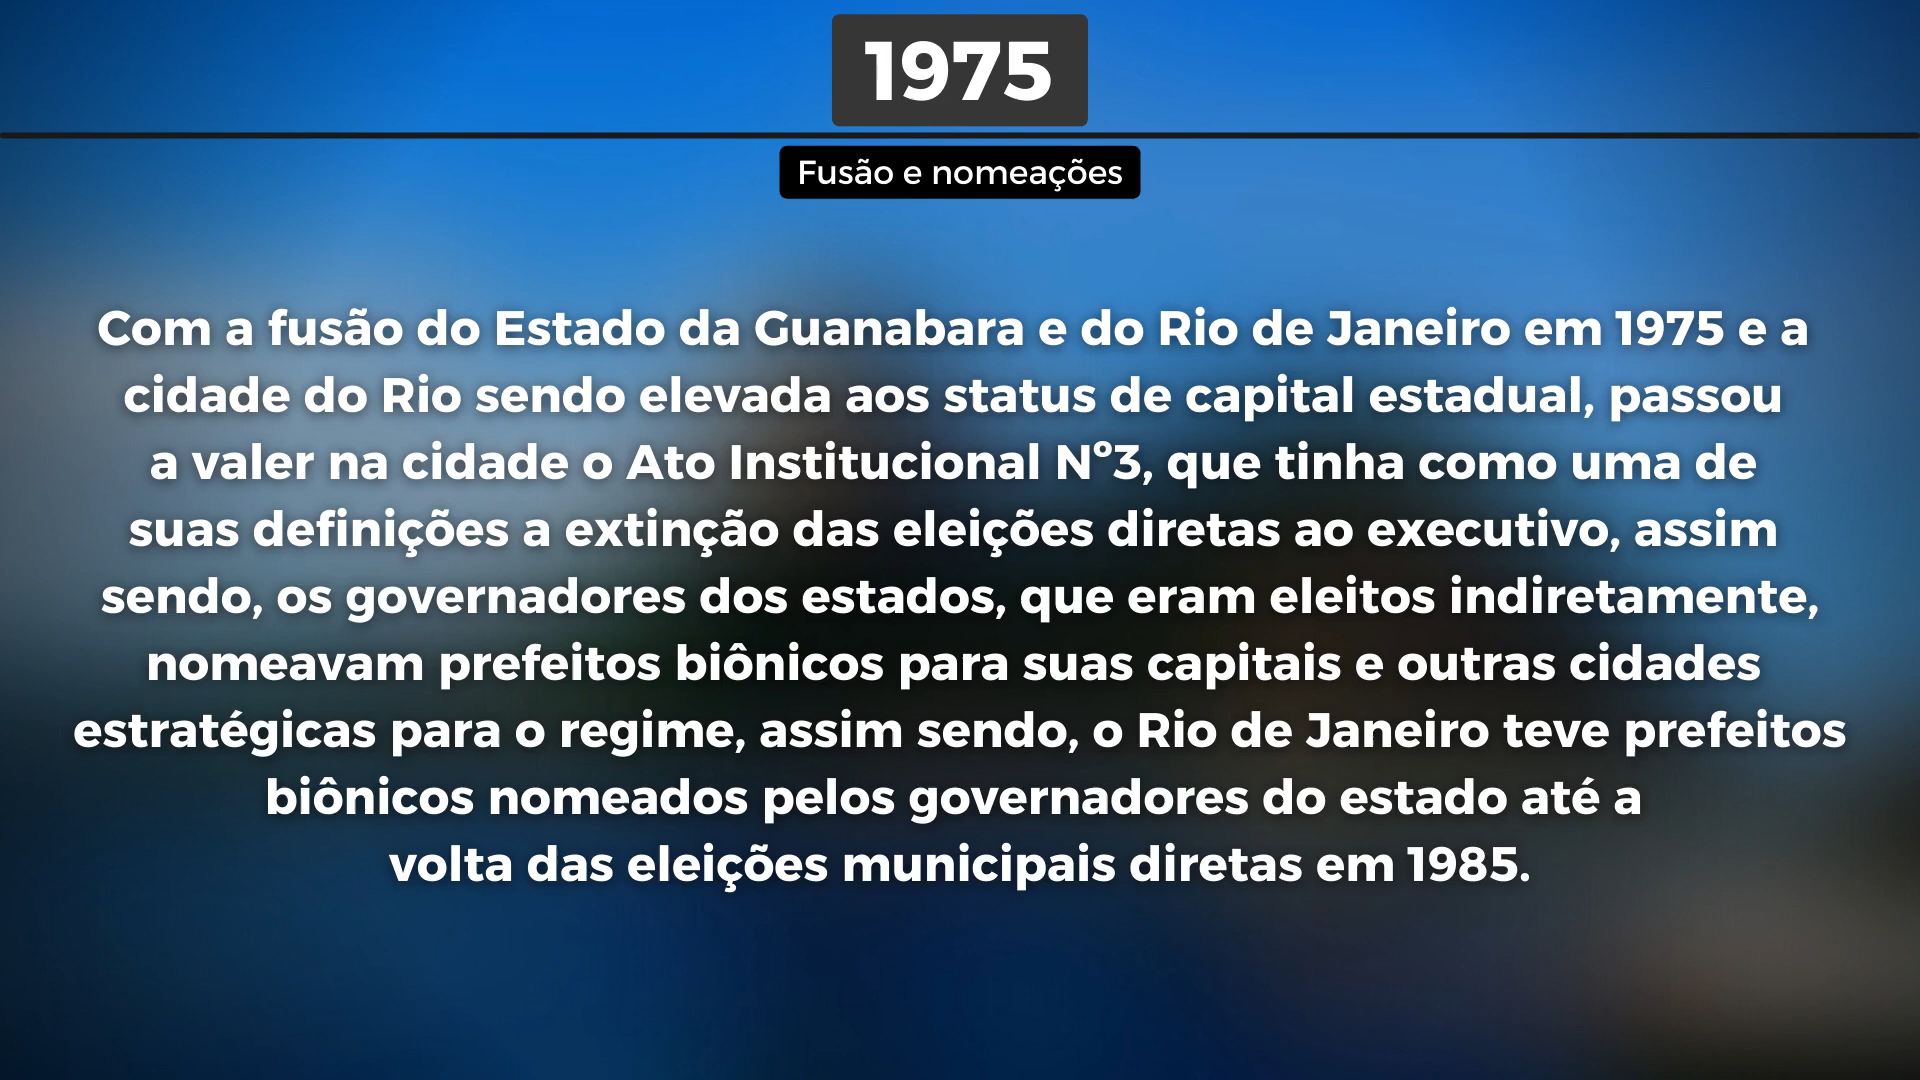 1975
Fusão e nomeações
Com a fusão do Estado da Guanabara e do Rio de Janeiro em 1975 e a
cidade do Rio sendo elevada aos status de capital estadual, passou
a valer na cidade o Ato Institucional Nº3, que tinha como uma de
suas definições a extinção das eleições diretas ao executivo, assim
sendo, os governadores dos estados, que eram eleitos indiretamente,
nomeavam prefeitos biônicos para suas capitais e outras cidades
estratégicas para o regime, assim sendo, o Rio de Janeiro teve prefeitos
biônicos nomeados pelos governadores do estado até a
volta das eleições municipais diretas em 1985.